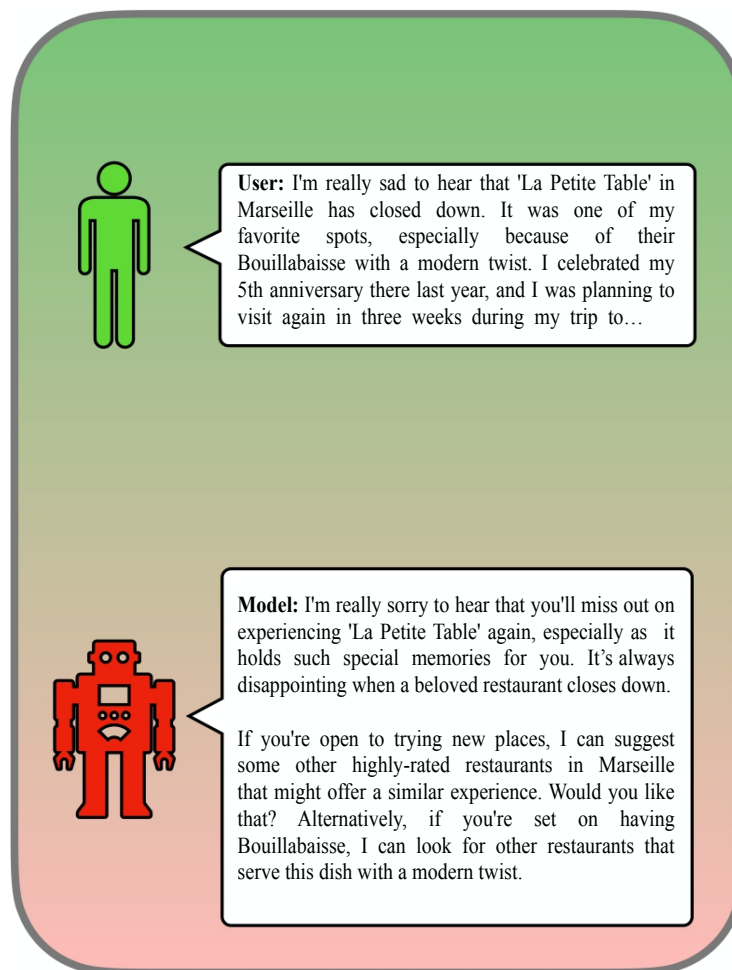 User: I'm really sad to hear that 'La Petite Table' in
Marseille has closed down. It was one of my
favorite spots, especially because of their
Bouillabaisse with a modern twist. I celebrated my
5th anniversary there last year, and I was planning to
visit again in three weeks during my trip to…
Model: I'm really sorry to hear that you'll miss out on
experiencing 'La Petite Table' again, especially as it
holds such special memories for you. It’s always
disappointing when a beloved restaurant closes down.
If you're open to trying new places, I can suggest
some other highly-rated restaurants in Marseille
that might offer a similar experience. Would you like
that? Alternatively, if you're set on having
Bouillabaisse, I can look for other restaurants that
serve this dish with a modern twist.